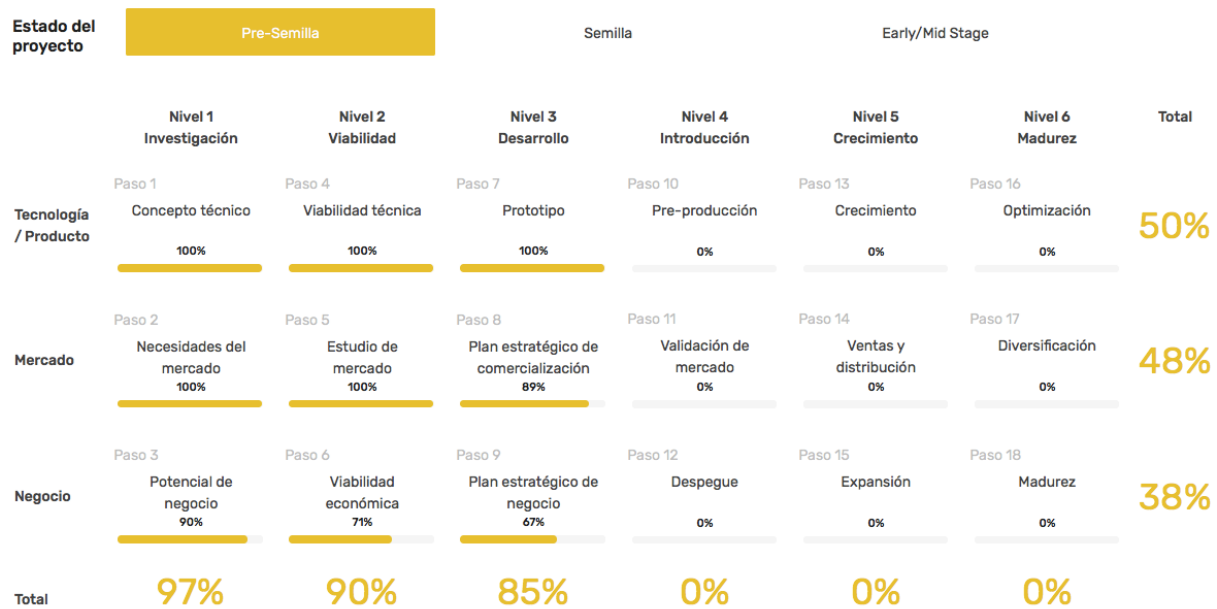 Estado del
proyecto
Pre-Semilla
Semilla
Early/Mid Stage
Nivel 1
Investigación
Nivel 2
Viabilidad
Nivel 3
Desarrollo
Nivel 4
Introducción
Nivel 5
Crecimiento
Nivel 6
Madurez
Total
Tecnología
/ Producto
Paso 1
Concepto técnico
100%
Paso 4
Viabilidad técnica
100%
Paso 7
Prototipo
100%
Paso 10
Pre-producción
0%
Paso 13
Crecimiento
0%
Paso 16
Optimización
0%
50%
Mercado
Paso 2
Necesidades del
mercado
100%
Paso 5
Estudio de
mercado
100%
Paso 8
Plan estratégico de
comercialización
89%
Paso 11
Validación de
mercado
0%
Paso 14
Ventas y
distribución
0%
Paso 17
Diversificación
0%
48%
Negocio
Paso 3
Potencial de
negocio
90%
Paso 6
Viabilidad
económica
71%
Paso 9
Plan estratégico de
negocio
67%
Paso 12
Despegue
0%
Paso 15
Expansión
0%
Paso 18
Madurez
0%
38%
Total
97%
90%
85%
0%
0%
0%